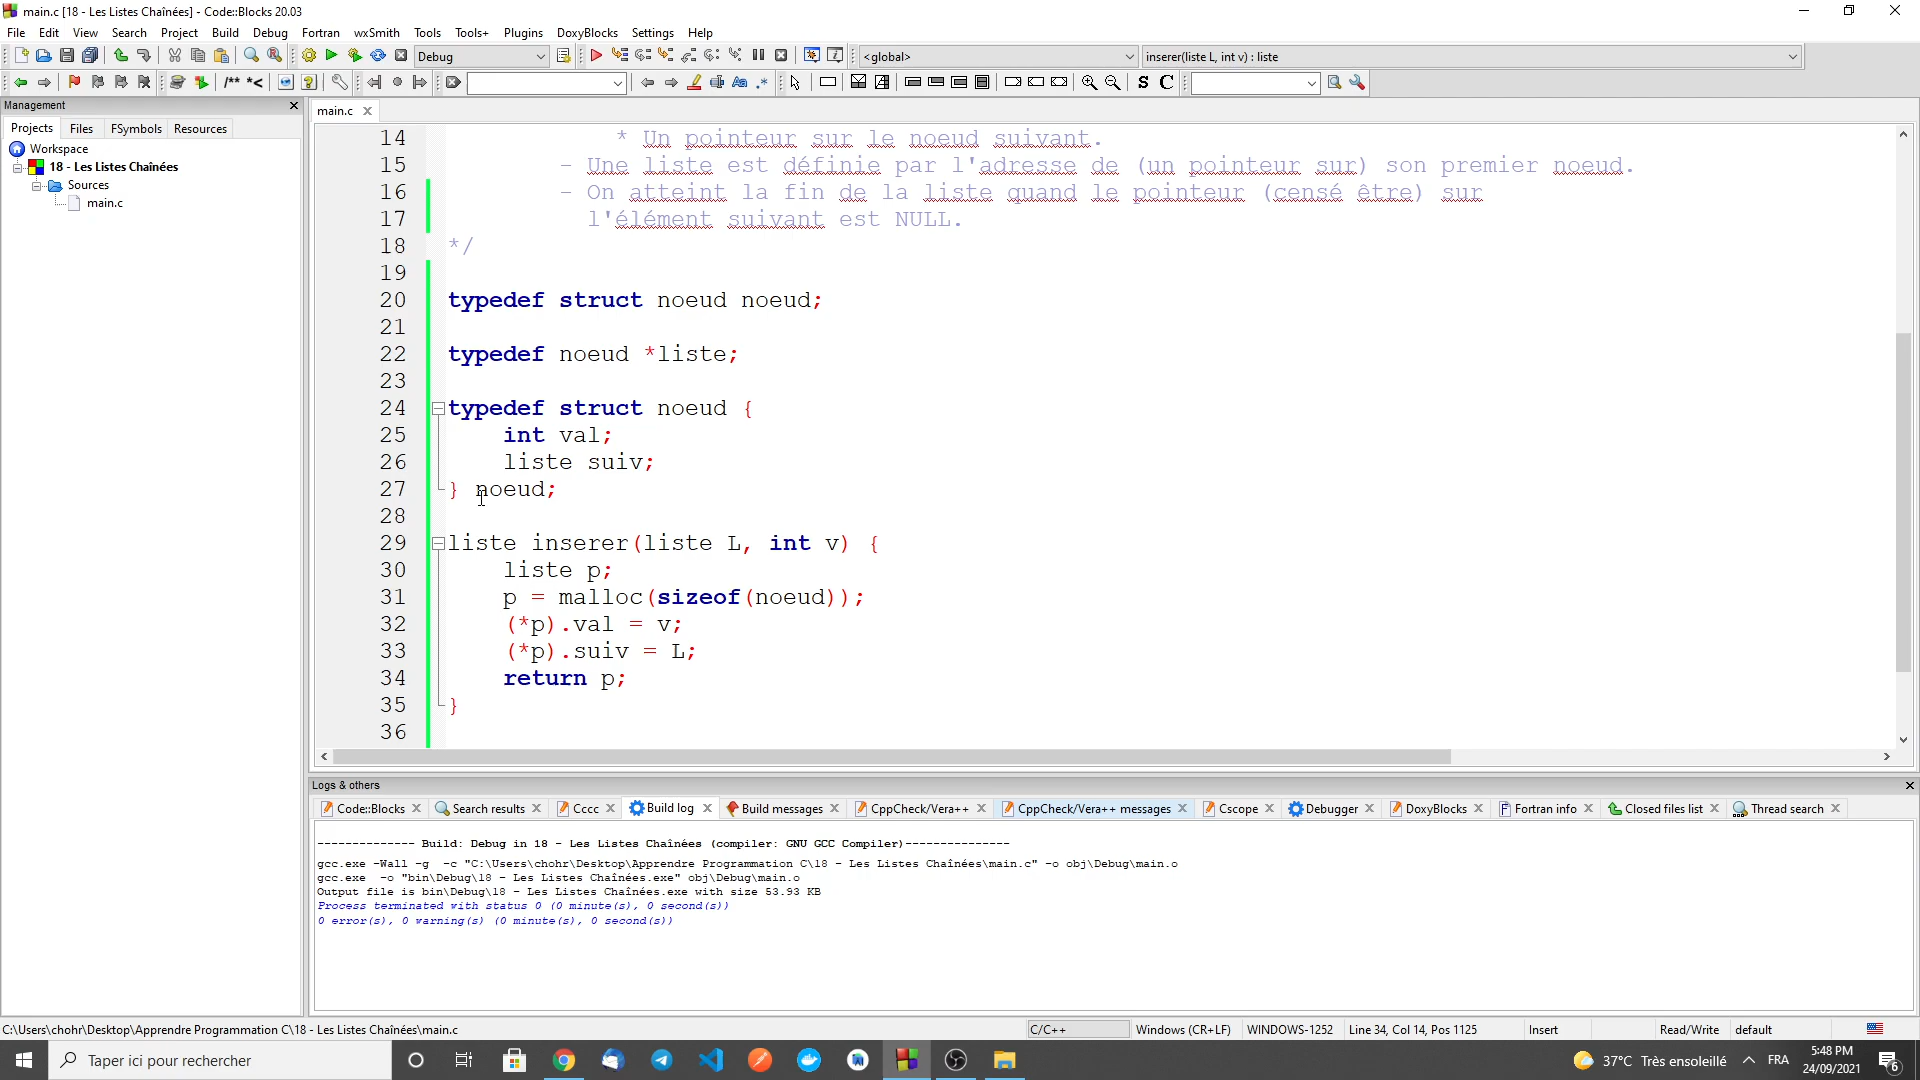 main.c [18 - Les Listes Chaînées] - Code::Blocks 20.03
File Edit View Search Project Build Debug Fortran wxSmith Tools Tools+ Plugins DoxyBlocks Settings Help
Debug <global> inserer(liste L, int v) : liste
/** *< Aa .* S C
Management
Projects Files FSymbols Resources
Workspace
18 - Les Listes Chaînées
Sources
main.c
main.c
14 * Un pointeur sur le noeud suivant.
15 - Une liste est définie par l'adresse de (un pointeur sur) son premier noeud.
16 - On atteint la fin de la liste quand le pointeur (censé être) sur
17 l'élément suivant est NULL.
18 */
19
20 typedef struct noeud noeud;
21
22 typedef noeud *liste;
23
24 typedef struct noeud {
25 int val;
26 liste suiv;
27 } noeud;
28
29 liste inserer(liste L, int v) {
30 liste p;
31 p = malloc(sizeof(noeud));
32 (*p).val = v;
33 (*p).suiv = L;
34 return p;
35 }
36
Logs & others
Code::Blocks Search results Cccc Build log Build messages CppCheck/Vera++ CppCheck/Vera++ messages Cscope Debugger DoxyBlocks Fortran info Closed files list Thread search
-------------- Build: Debug in 18 - Les Listes Chaînées (compiler: GNU GCC Compiler)---------------
gcc.exe -Wall -g -c "C:\Users\chohr\Desktop\Apprendre Programmation C\18 - Les Listes Chaînées\main.c" -o obj\Debug\main.o
gcc.exe -o "bin\Debug\18 - Les Listes Chaînées.exe" obj\Debug\main.o
Output file is bin\Debug\18 - Les Listes Chaînées.exe with size 53.93 KB
Process terminated with status 0 (0 minute(s), 0 second(s))
0 error(s), 0 warning(s) (0 minute(s), 0 second(s))
C:\Users\chohr\Desktop\Apprendre Programmation C\18 - Les Listes Chaînées\main.c C/C++ Windows (CR+LF) WINDOWS-1252 Line 34, Col 14, Pos 1125 Insert Read/Write default
Taper ici pour rechercher 37°C Très ensoleillé FRA 5:48 PM
24/09/2021
6